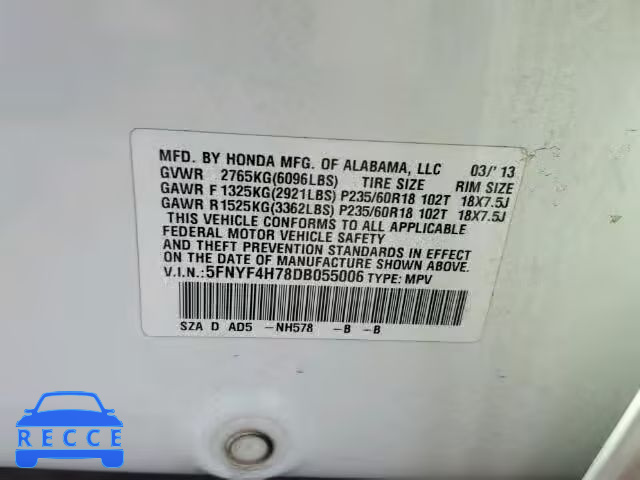 MFD. BY HONDA MFG. OF ALABAMA, LLC 03/'13
GVWR 2765KG(6096LBS) TIRE SIZE RIM SIZE
GAWR F 1325KG(2921LBS) P235/60R18 102T 18X7.5J
GAWR R1525KG(3362LBS) P235/60R18 102T 18X7.5J
THIS VEHICLE CONFORMS TO ALL APPLICABLE
FEDERAL MOTOR VEHICLE SAFETY
AND THEFT PREVENTION STANDARDS IN EFFECT
ON THE DATE OF MANUFACTURE SHOWN ABOVE.
V.I.N.:5FNYF4H78DB055006 TYPE: MPV
SZA D AD5 -NH578 -B -B
RECCE